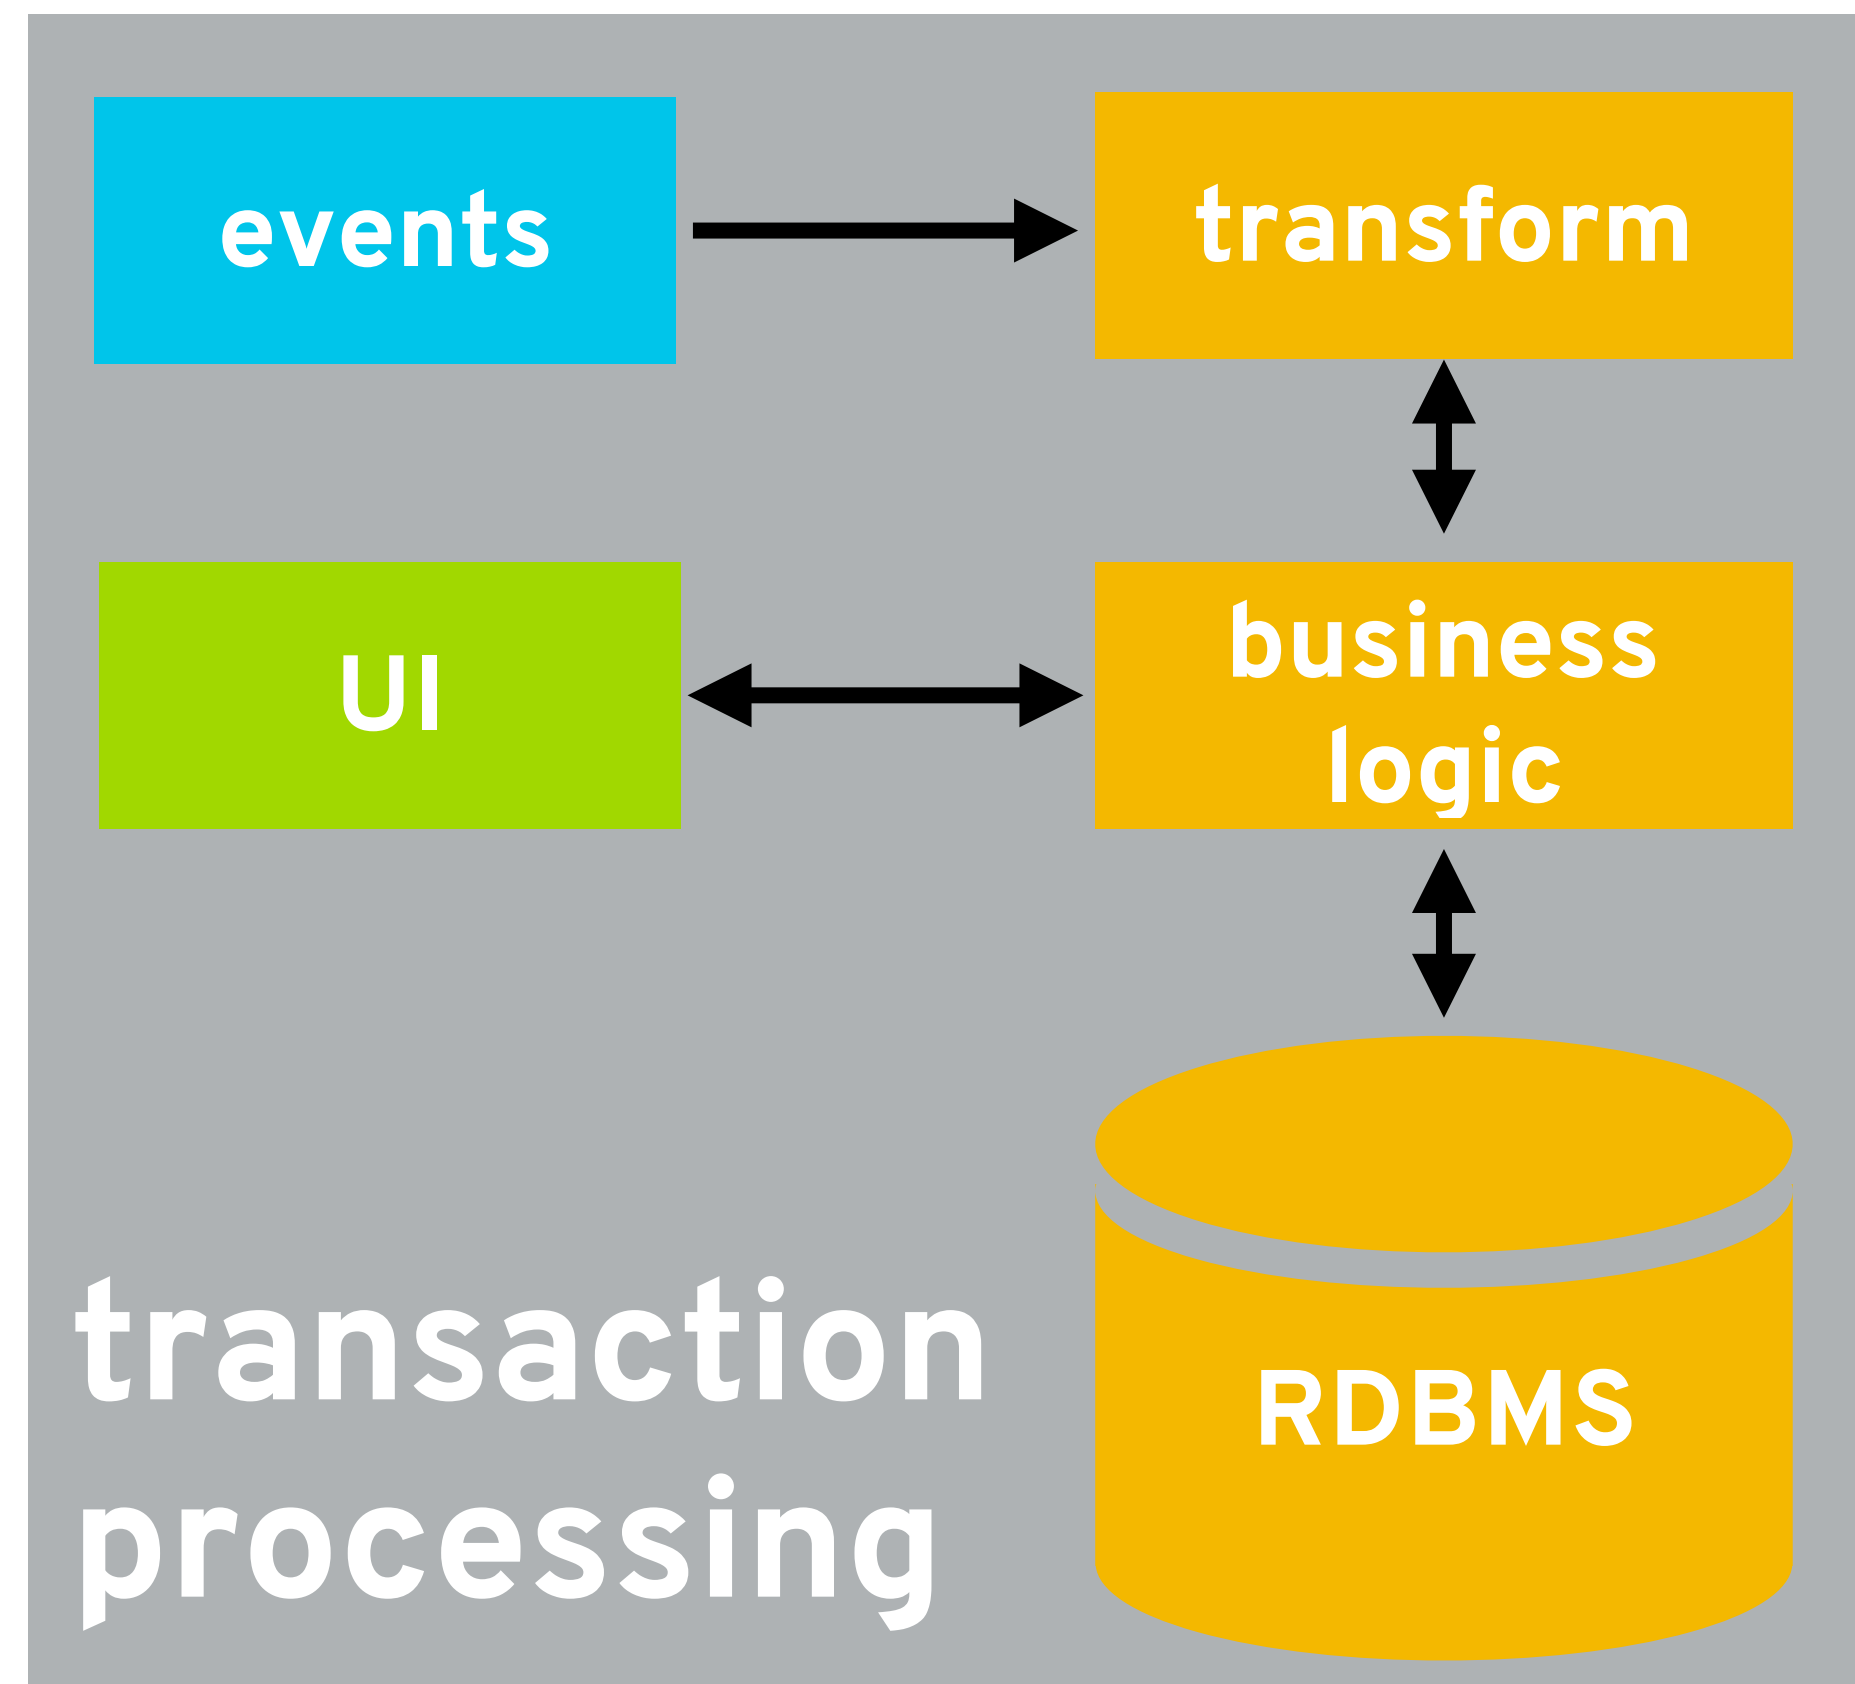 events
transform
UI
business
logic
transaction
processing
RDBMS